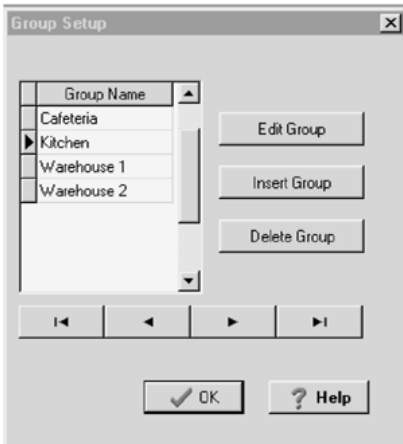 Group Setup
Group Name
Cafeteria
Kitchen
Warehouse 1
Warehouse 2
Edit Group
Insert Group
Delete Group
OK
Help